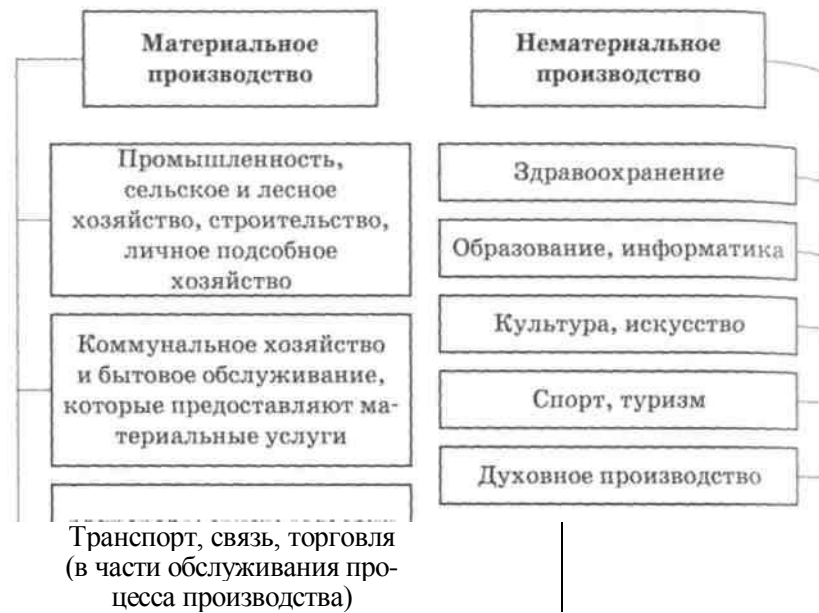 Материальное
производство
Промышленность,
сельское и лесное
хозяйство, строительство,
личное подсобное
хозяйство
Коммунальное хозяйство
и бытовое обслуживание,
которые предоставляют ма-
териальные услуги
Транспорт, связь, торговля
(в части обслуживания про-
цесса производства)
Нематериальное
производство
Здравоохранение
Образование, информатика
Культура, искусство
Спорт, туризм
Духовное производство